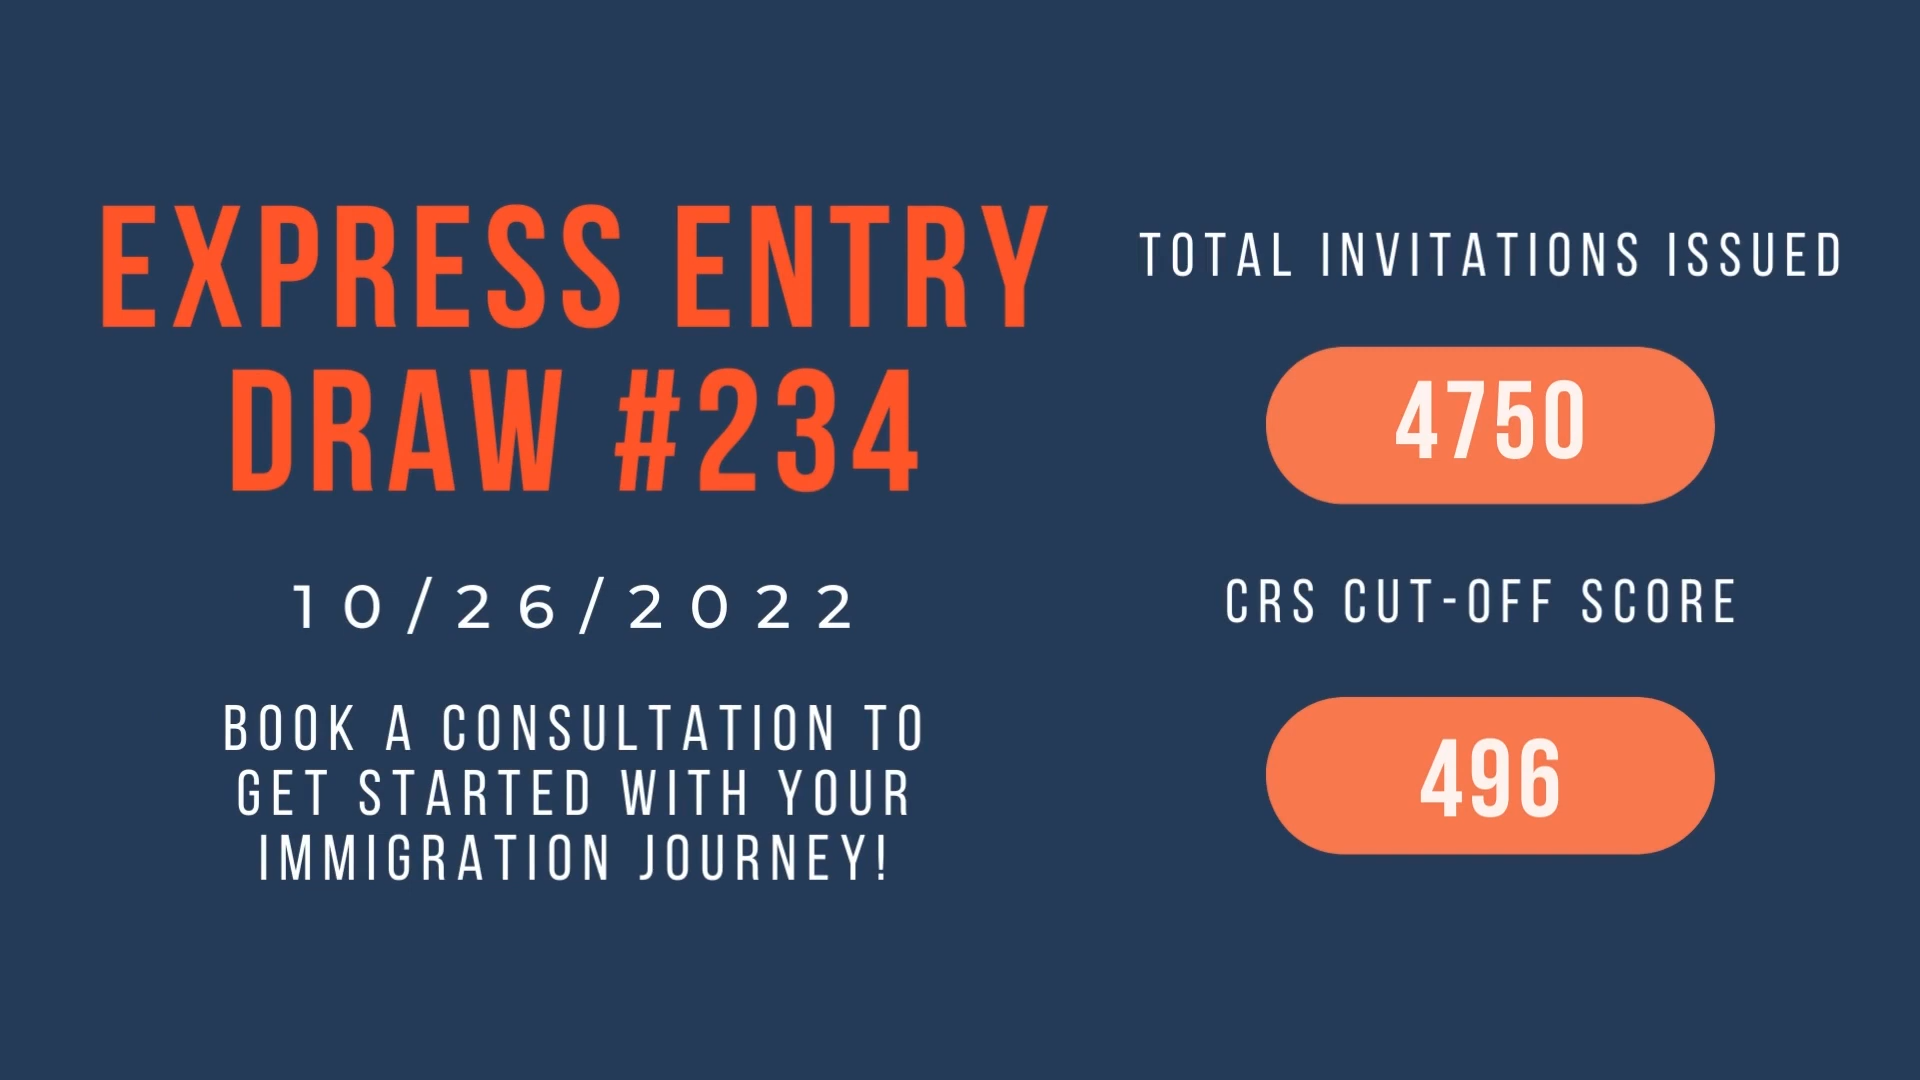 EXPRESS ENTRY
DRAW #234
10/26/2022
BOOK A CONSULTATION TO
GET STARTED WITH YOUR
IMMIGRATION JOURNEY!
TOTAL INVITATIONS ISSUED
4750
CRS CUT-OFF SCORE
496